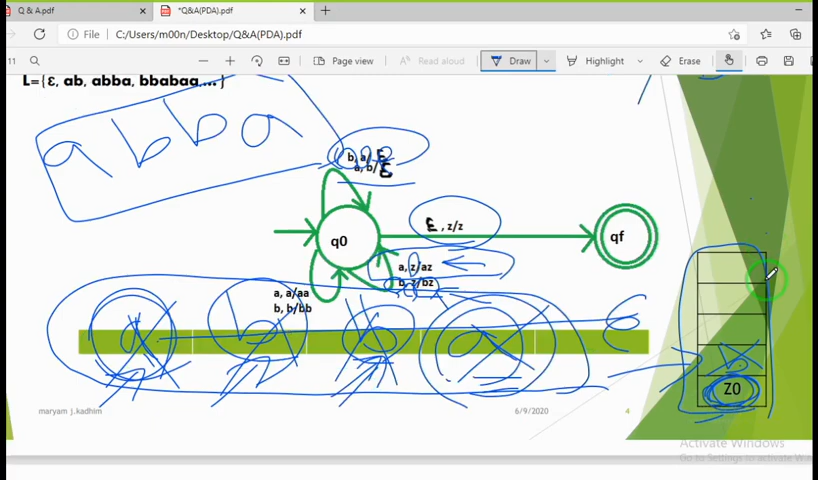 Q & A.pdf
*Q&A(PDA).pdf
File
C:/Users/m00n/Desktop/Q&A(PDA).pdf
11
Page view
Read aloud
Draw
Highlight
Erase
L={ε, ab, abba, bbabaa,...}
abba
b, a/ε
a, b/ε
ε, z/z
q0
qf
a, z/az
b, z/bz
a, a/aa
b, b/bb
a b b a ε
b
Z0
maryam j.kadhim
6/9/2020
4
Activate Windows
Go to Settings to activate